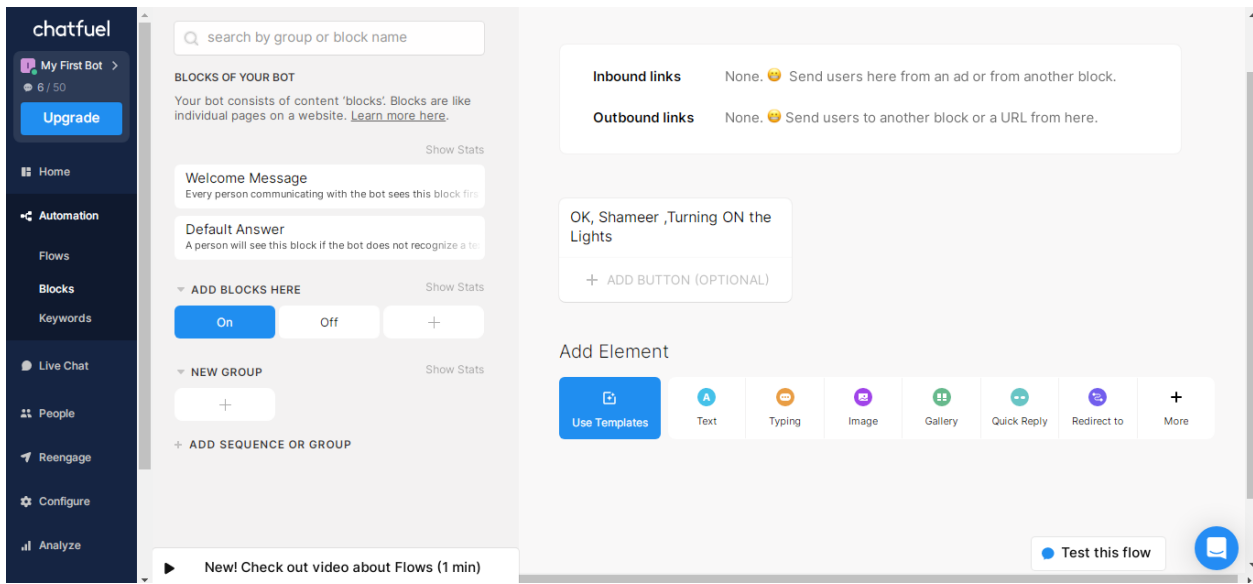 chatfuel
My First Bot >
6 / 50
Upgrade
Home
Automation
Flows
Blocks
Keywords
Live Chat
People
Reengage
Configure
Analyze
search by group or block name
BLOCKS OF YOUR BOT
Your bot consists of content ‘blocks’. Blocks are like
individual pages on a website. Learn more here.
Show Stats
Welcome Message
Every person communicating with the bot sees this block firs
Default Answer
A person will see this block if the bot does not recognize a te
ADD BLOCKS HERE Show Stats
On Off +
NEW GROUP Show Stats
+
+ ADD SEQUENCE OR GROUP
New! Check out video about Flows (1 min)
Inbound links None. 😁 Send users here from an ad or from another block.
Outbound links None. 😁 Send users to another block or a URL from here.
OK, Shameer ,Turning ON the
Lights
+ ADD BUTTON (OPTIONAL)
Add Element
Use Templates Text Typing Image Gallery Quick Reply Redirect to More
Test this flow